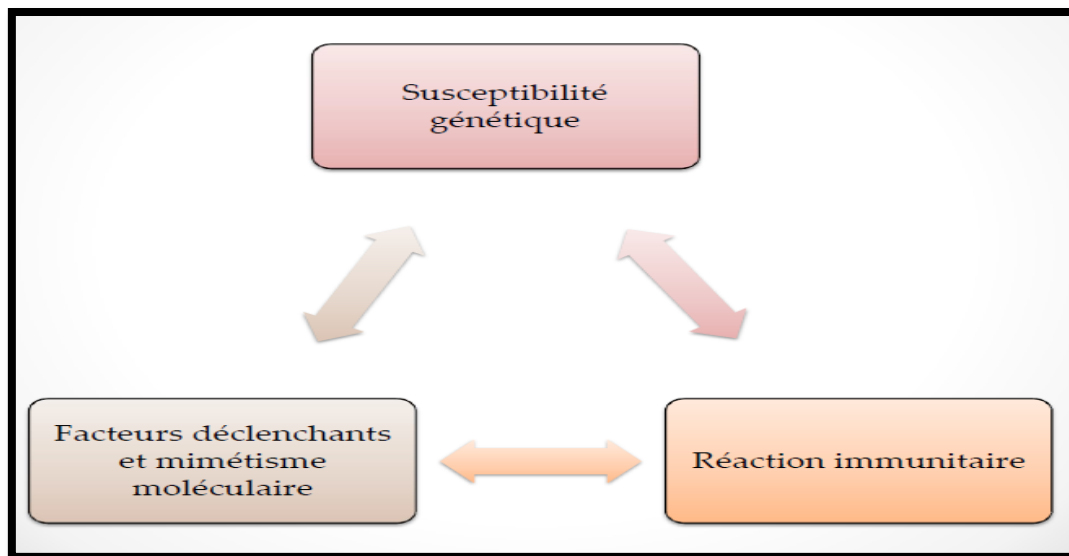 Susceptibilité
génétique
Facteurs déclenchants
et mimétisme
moléculaire
Réaction immunitaire